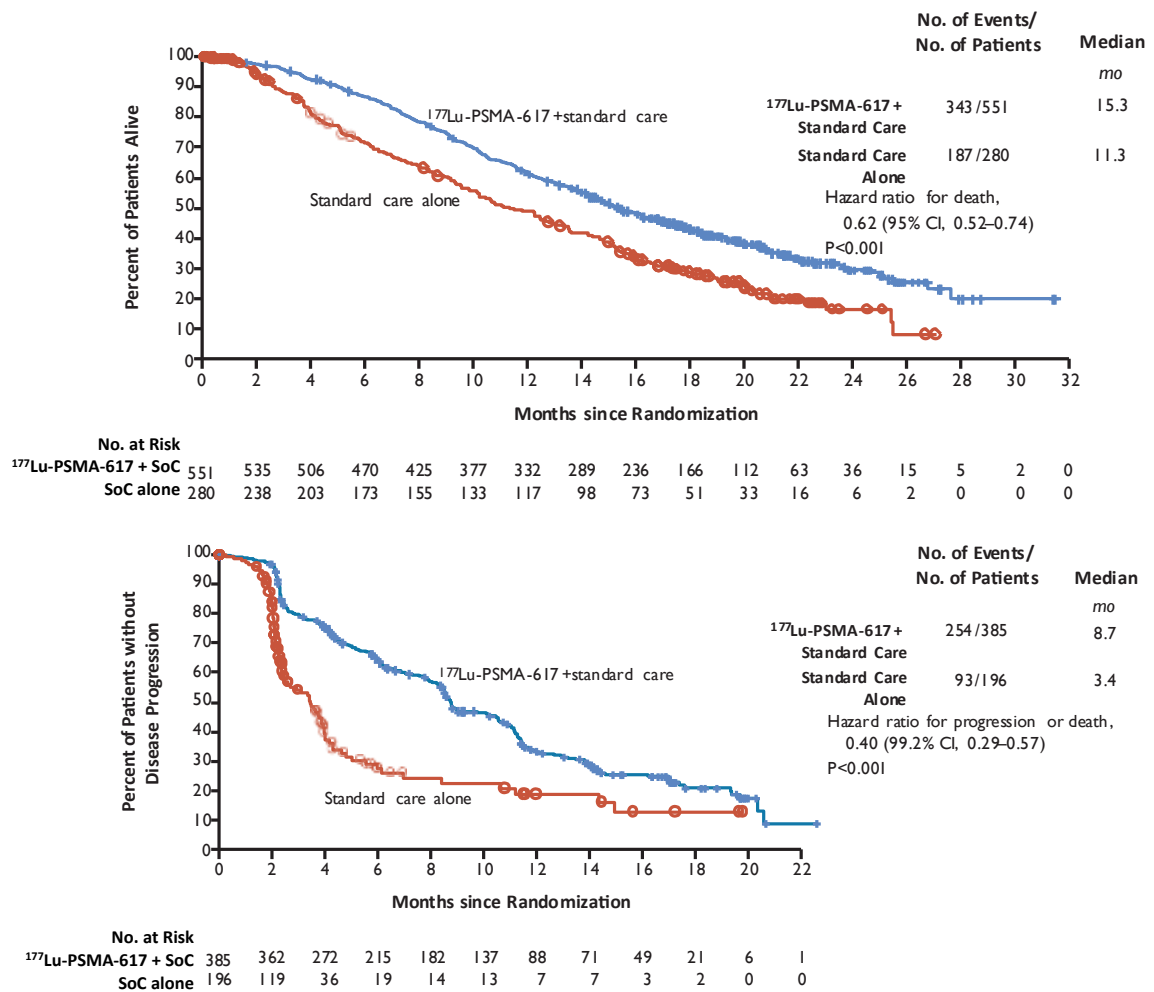 No. of Events/
No. of Patients
Median
mo
¹⁷⁷Lu-PSMA-617 +
Standard Care
343/551
15.3
Standard Care
Alone
187/280
11.3
Hazard ratio for death,
0.62 (95% CI, 0.52–0.74)
P<0.001
Percent of Patients Alive
100
90
80
70
60
50
40
30
20
10
0
¹⁷⁷Lu-PSMA-617 +standard care
Standard care alone
0 2 4 6 8 10 12 14 16 18 20 22 24 26 28 30 32
Months since Randomization
No. at Risk
¹⁷⁷Lu-PSMA-617 + SoC 551 535 506 470 425 377 332 289 236 166 112 63 36 15 5 2 0
SoC alone 280 238 203 173 155 133 117 98 73 51 33 16 6 2 0 0 0
No. of Events/
No. of Patients
Median
mo
¹⁷⁷Lu-PSMA-617 +
Standard Care
254/385
8.7
Standard Care
Alone
93/196
3.4
Hazard ratio for progression or death,
0.40 (99.2% CI, 0.29–0.57)
P<0.001
Percent of Patients without
Disease Progression
100
90
80
70
60
50
40
30
20
10
0
¹⁷⁷Lu-PSMA-617 +standard care
Standard care alone
0 2 4 6 8 10 12 14 16 18 20 22
Months since Randomization
No. at Risk
¹⁷⁷Lu-PSMA-617 + SoC 385 362 272 215 182 137 88 71 49 21 6 1
SoC alone 196 119 36 19 14 13 7 7 3 2 0 0